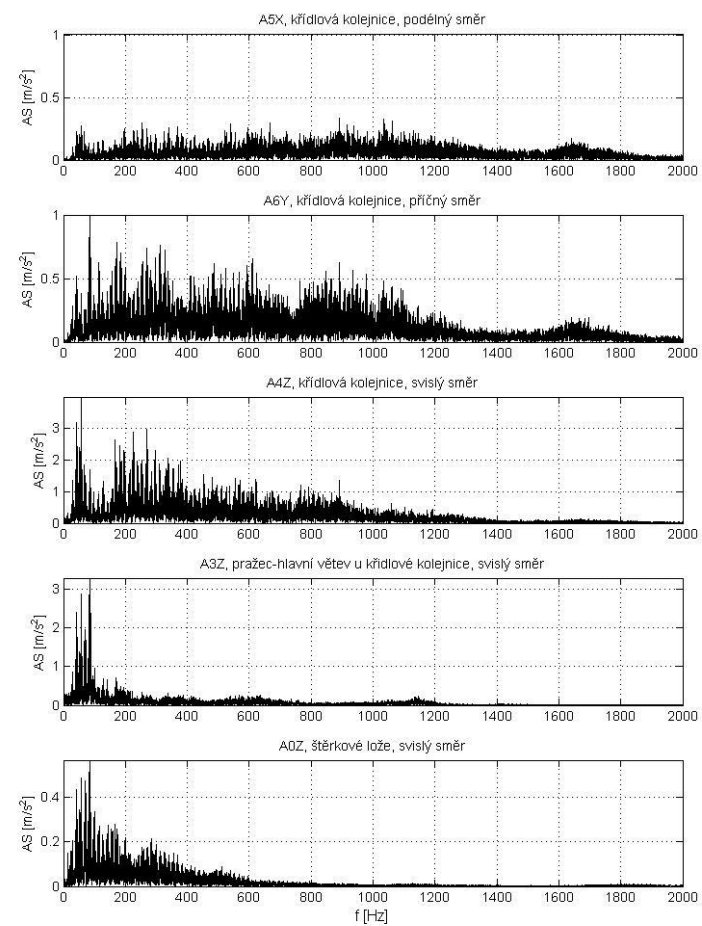 A5X, křídlová kolejnice, podélný směr
1
0.5
0
AS [m/s²]
0 200 400 600 800 1000 1200 1400 1600 1800 2000
A6Y, křídlová kolejnice, příčný směr
1
0.5
0
AS [m/s²]
0 200 400 600 800 1000 1200 1400 1600 1800 2000
A4Z, křídlová kolejnice, svislý směr
3
2
1
0
AS [m/s²]
0 200 400 600 800 1000 1200 1400 1600 1800 2000
A3Z, pražec-hlavní větev u křidlové kolejnice, svislý směr
3
2
1
0
AS [m/s²]
0 200 400 600 800 1000 1200 1400 1600 1800 2000
A0Z, štěrkové lože, svislý směr
0.4
0.2
0
AS [m/s²]
0 200 400 600 800 1000 1200 1400 1600 1800 2000
f [Hz]